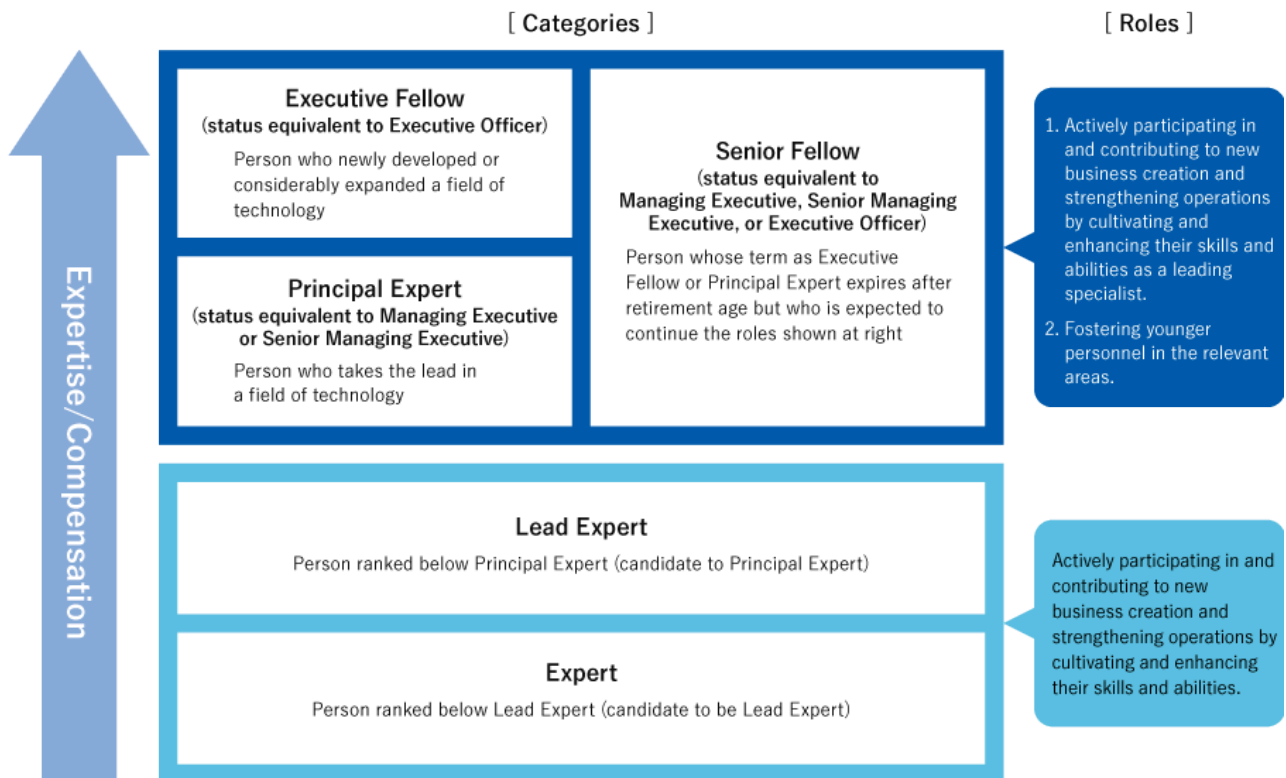 [ Categories ]
[ Roles ]
Expertise/Compensation
Executive Fellow
(status equivalent to Executive Officer)
Person who newly developed or
considerably expanded a field of
technology
Principal Expert
(status equivalent to Managing Executive
or Senior Managing Executive)
Person who takes the lead in
a field of technology
Senior Fellow
(status equivalent to
Managing Executive, Senior Managing
Executive, or Executive Officer)
Person whose term as Executive
Fellow or Principal Expert expires after
retirement age but who is expected to
continue the roles shown at right
1. Actively participating in
and contributing to new
business creation and
strengthening operations
by cultivating and
enhancing their skills and
abilities as a leading
specialist.
2. Fostering younger
personnel in the relevant
areas.
Lead Expert
Person ranked below Principal Expert (candidate to Principal Expert)
Expert
Person ranked below Lead Expert (candidate to be Lead Expert)
Actively participating in and
contributing to new
business creation and
strengthening operations by
cultivating and enhancing
their skills and abilities.